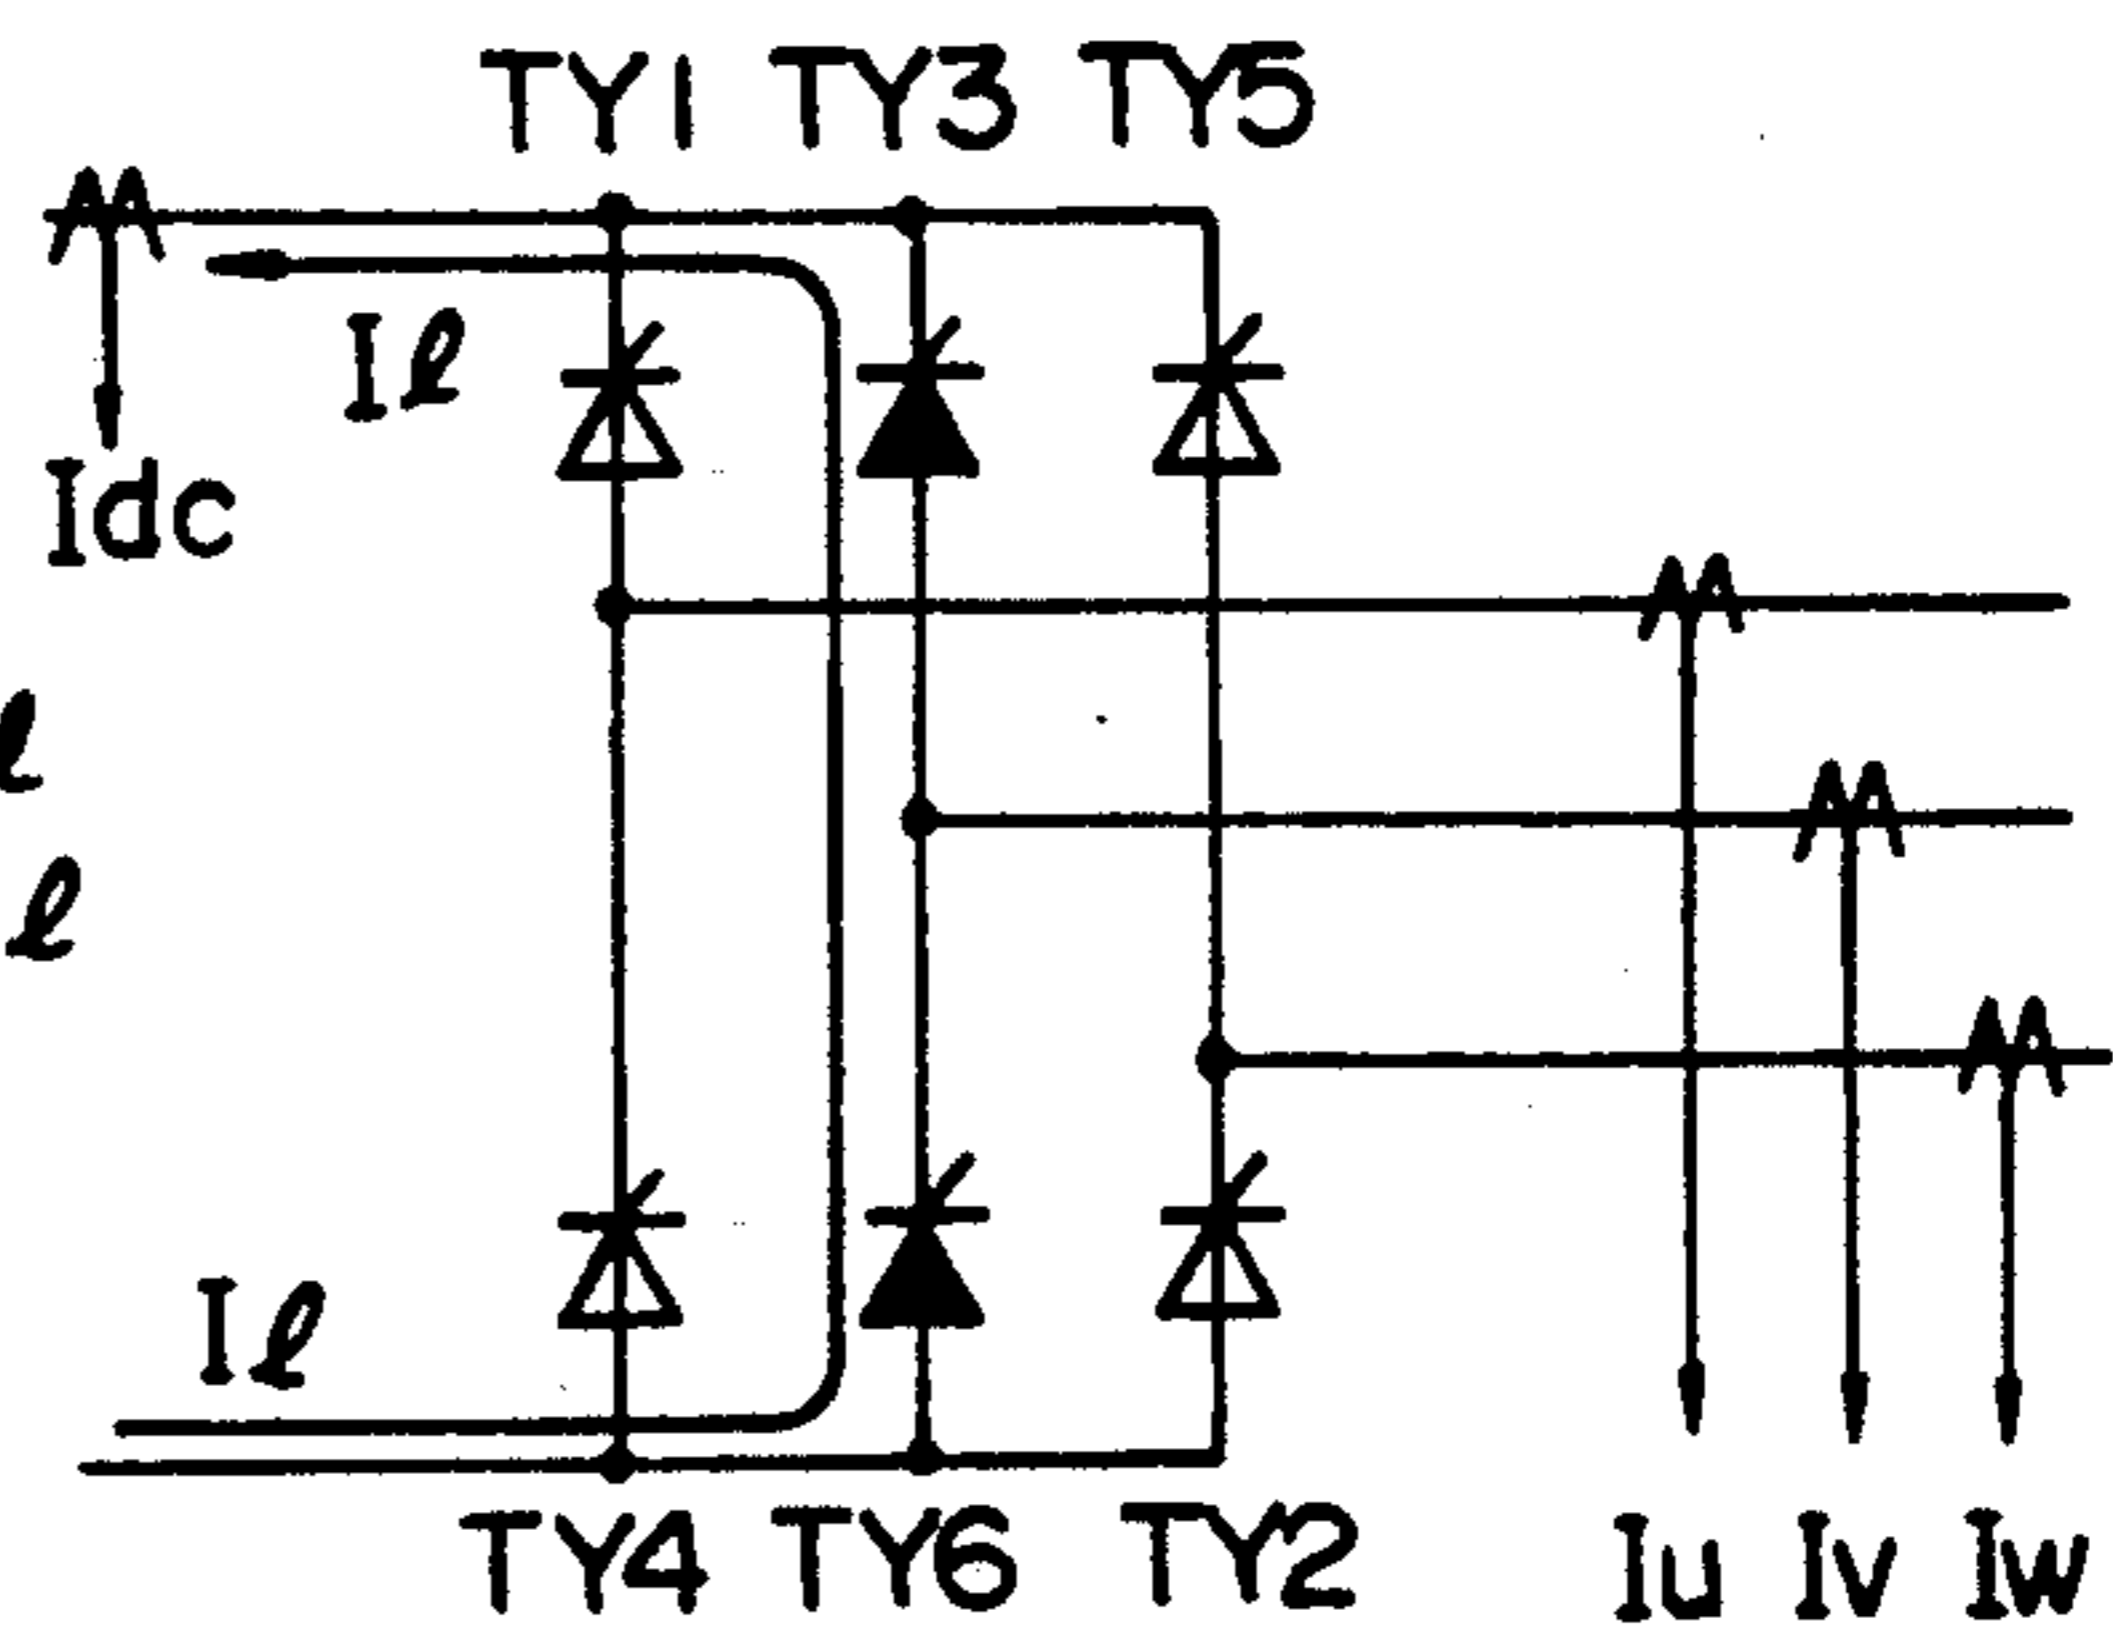 TY1 TY3 TY5
Iℓ
Idc
ℓ
ℓ
Iℓ
TY4 TY6 TY2
Iu Iv Iw